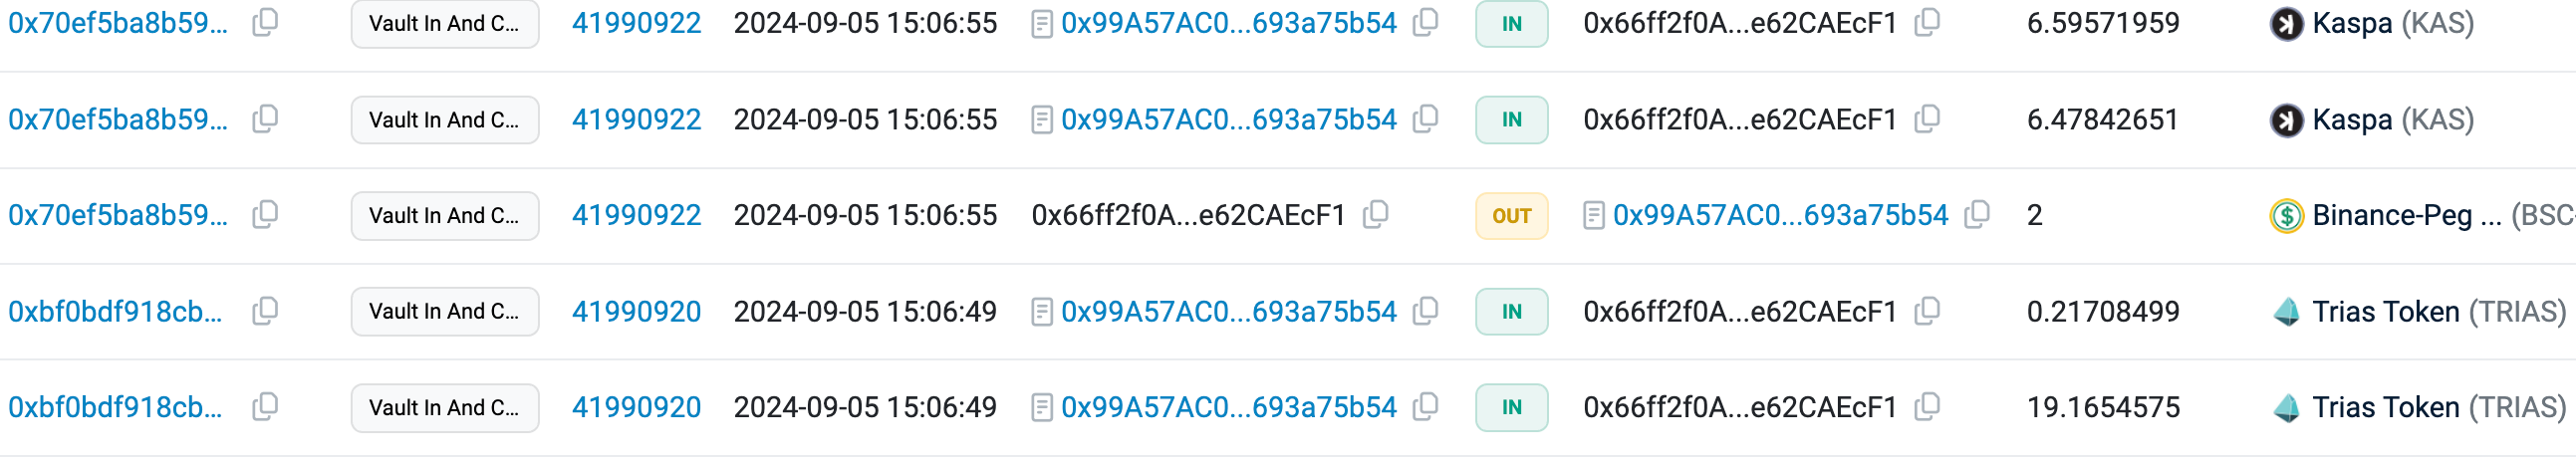 0x70ef5ba8b59... Vault In And C... 41990922 2024-09-05 15:06:55 0x99A57AC0...693a75b54 IN 0x66ff2f0A...e62CAEcF1 6.59571959 Kaspa (KAS)
0x70ef5ba8b59... Vault In And C... 41990922 2024-09-05 15:06:55 0x99A57AC0...693a75b54 IN 0x66ff2f0A...e62CAEcF1 6.47842651 Kaspa (KAS)
0x70ef5ba8b59... Vault In And C... 41990922 2024-09-05 15:06:55 0x66ff2f0A...e62CAEcF1 OUT 0x99A57AC0...693a75b54 2 Binance-Peg ... (BSC
0xbf0bdf918cb... Vault In And C... 41990920 2024-09-05 15:06:49 0x99A57AC0...693a75b54 IN 0x66ff2f0A...e62CAEcF1 0.21708499 Trias Token (TRIAS)
0xbf0bdf918cb... Vault In And C... 41990920 2024-09-05 15:06:49 0x99A57AC0...693a75b54 IN 0x66ff2f0A...e62CAEcF1 19.1654575 Trias Token (TRIAS)